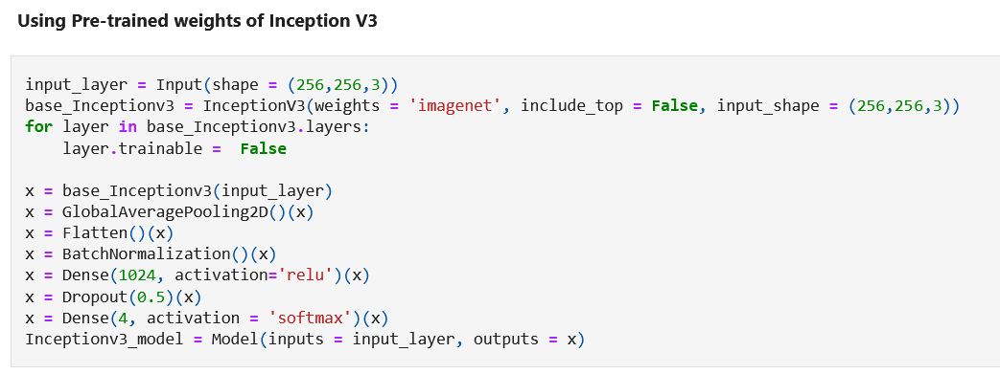 Using Pre-trained weights of Inception V3
input_layer = Input(shape = (256,256,3))
base_Inceptionv3 = InceptionV3(weights = 'imagenet', include_top = False, input_shape = (256,256,3))
for layer in base_Inceptionv3.layers:
    layer.trainable =  False
x = base_Inceptionv3(input_layer)
x = GlobalAveragePooling2D()(x)
x = Flatten()(x)
x = BatchNormalization()(x)
x = Dense(1024, activation='relu')(x)
x = Dropout(0.5)(x)
x = Dense(4, activation = 'softmax')(x)
Inceptionv3_model = Model(inputs = input_layer, outputs = x)